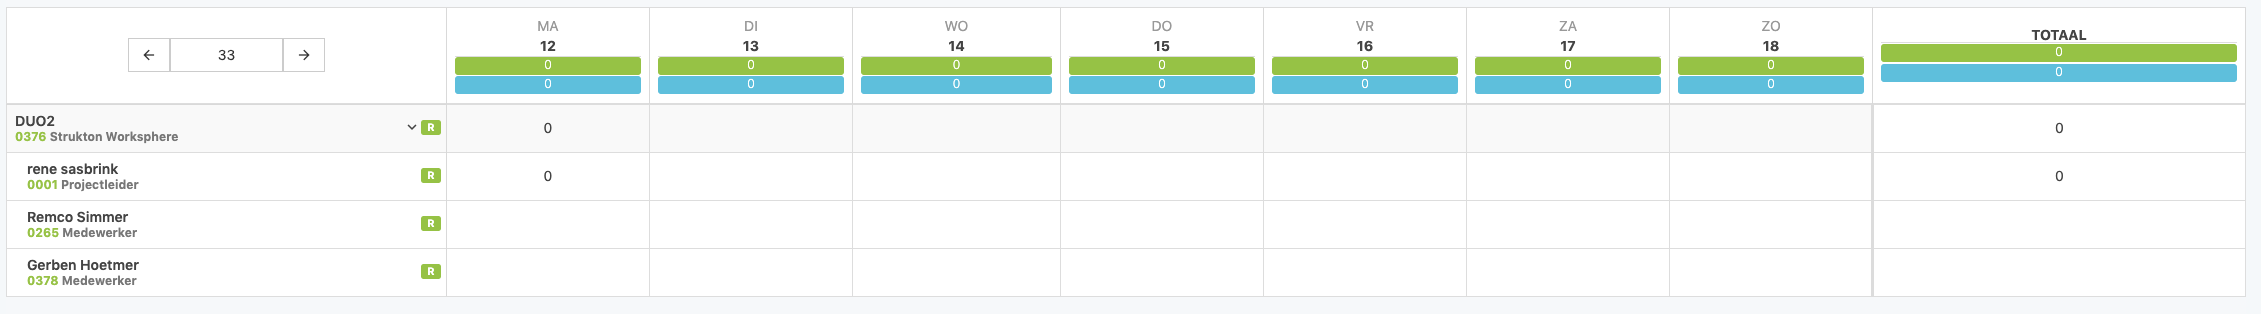 ← 33 →
MA DI WO DO VR ZA ZO TOTAAL
12 13 14 15 16 17 18
0 0 0 0 0 0 0 0
0 0 0 0 0 0 0 0
DUO2 R 0 0
0376 Strukton Worksphere
rene sasbrink R 0 0
0001 Projectleider
Remco Simmer R
0265 Medewerker
Gerben Hoetmer R
0378 Medewerker